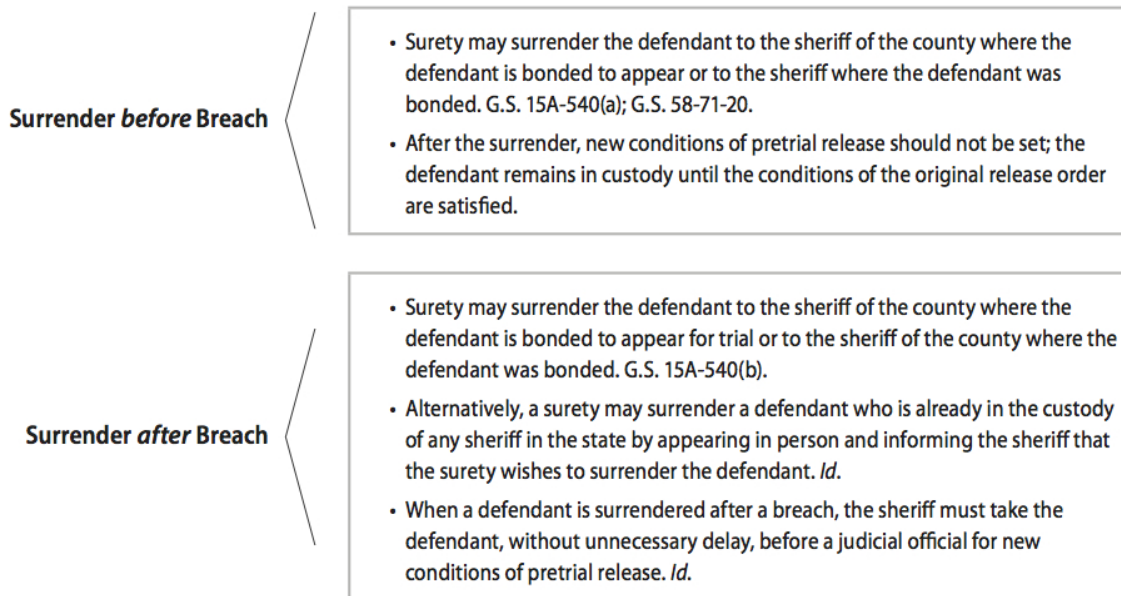 Surrender before Breach
• Surety may surrender the defendant to the sheriff of the county where the
defendant is bonded to appear or to the sheriff where the defendant was
bonded. G.S. 15A-540(a); G.S. 58-71-20.
• After the surrender, new conditions of pretrial release should not be set; the
defendant remains in custody until the conditions of the original release order
are satisfied.
Surrender after Breach
• Surety may surrender the defendant to the sheriff of the county where the
defendant is bonded to appear for trial or to the sheriff of the county where the
defendant was bonded. G.S. 15A-540(b).
• Alternatively, a surety may surrender a defendant who is already in the custody
of any sheriff in the state by appearing in person and informing the sheriff that
the surety wishes to surrender the defendant. Id.
• When a defendant is surrendered after a breach, the sheriff must take the
defendant, without unnecessary delay, before a judicial official for new
conditions of pretrial release. Id.